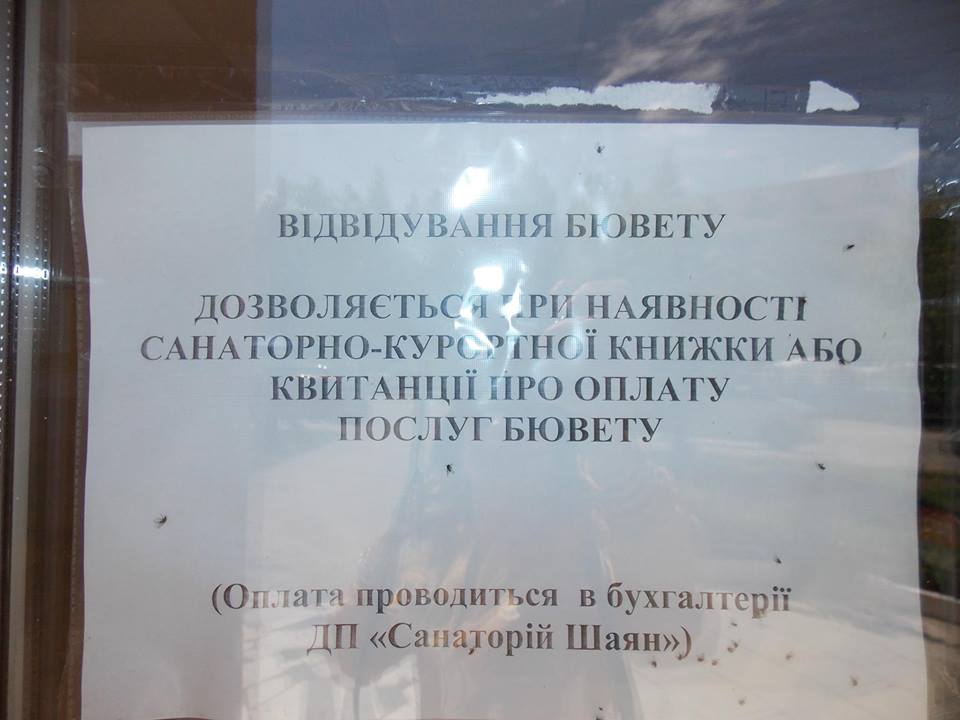 ВІДВІДУВАННЯ БЮВЕТУ
ДОЗВОЛЯЄТЬСЯ ПРИ НАЯВНОСТІ
САНАТОРНО-КУРОРТНОЇ КНИЖКИ АБО
КВИТАНЦІЇ ПРО ОПЛАТУ
ПОСЛУГ БЮВЕТУ
(Оплата проводиться в бухгалтерії
ДП «Санаторій Шаян»)